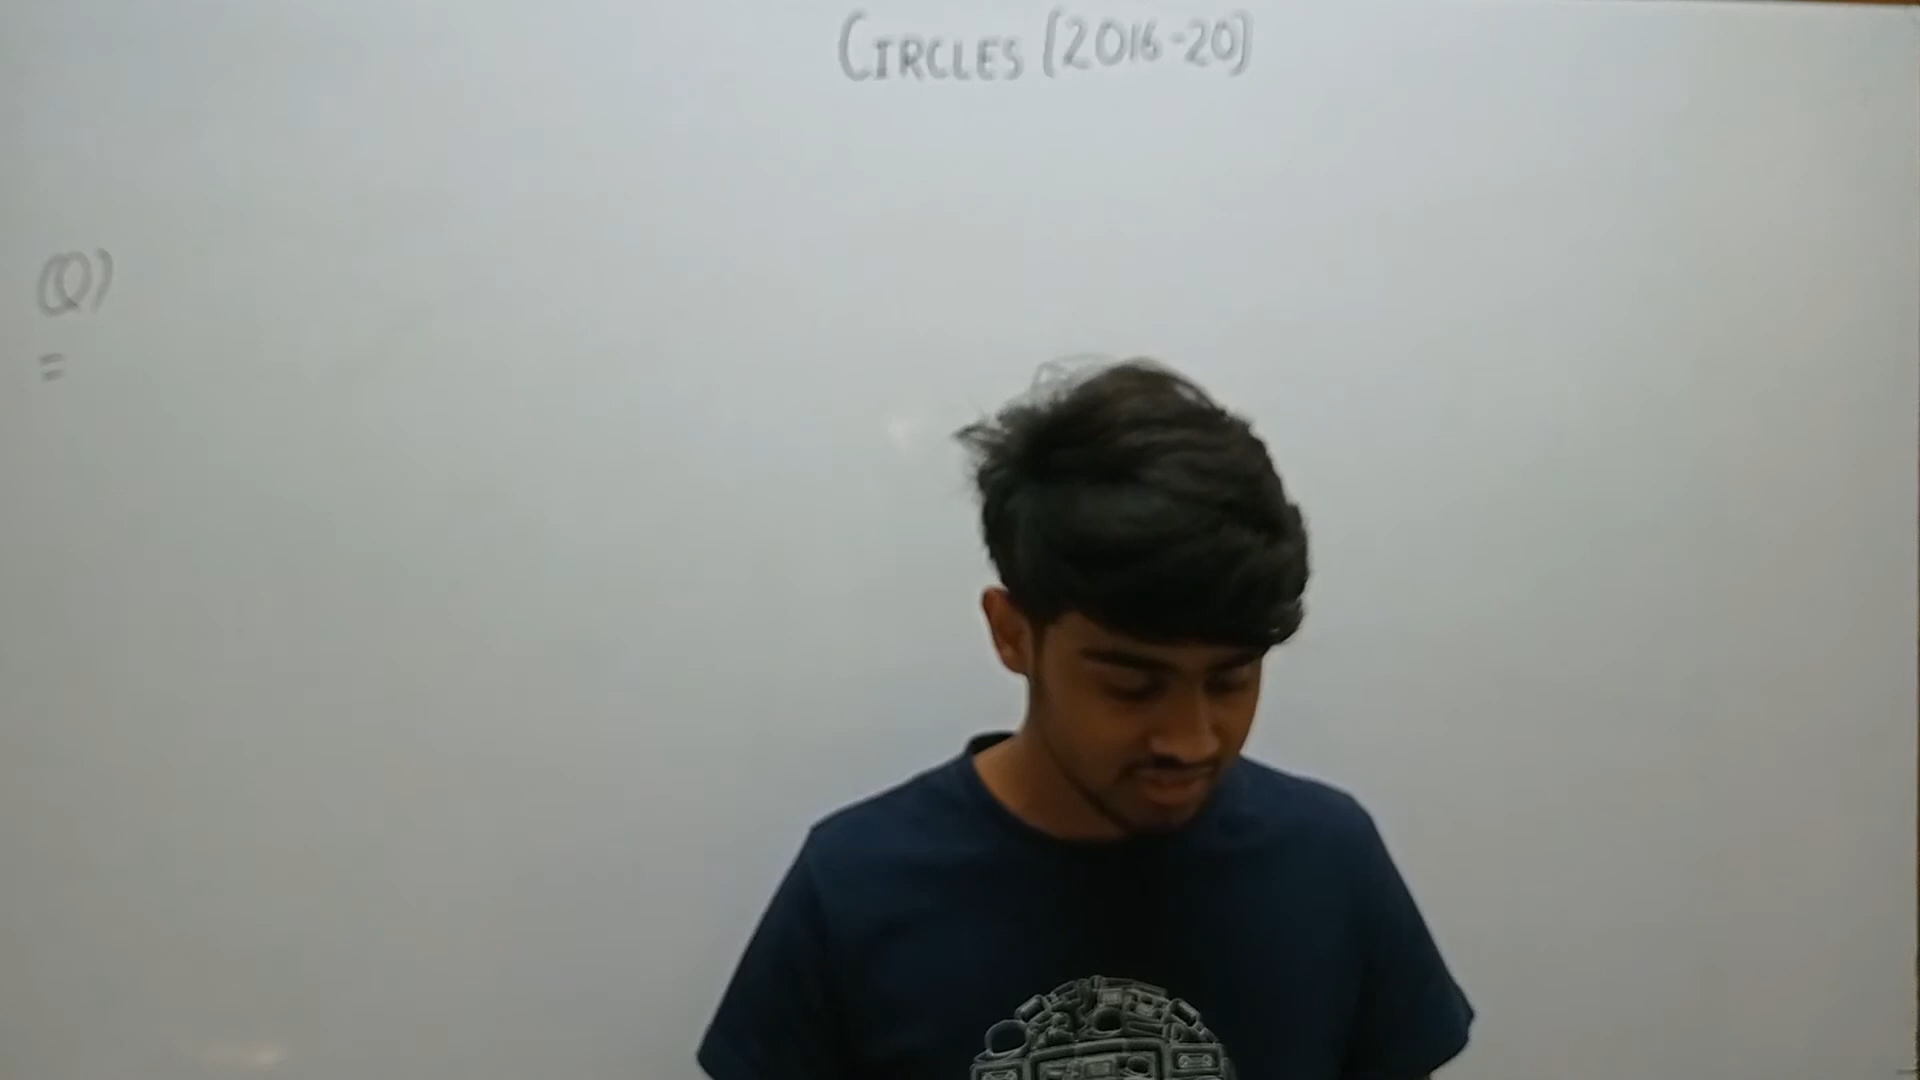 CIRCLES [2016-20]
Q)
=